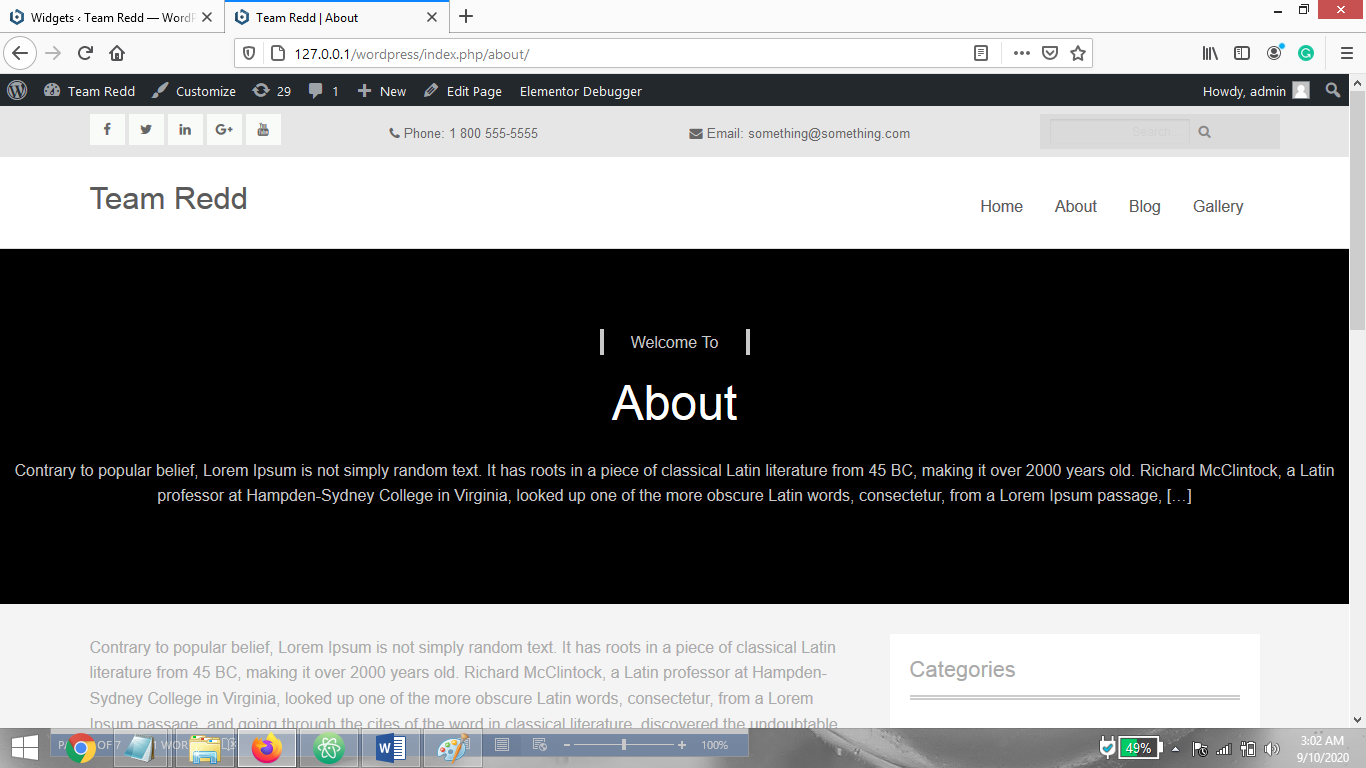 Widgets ‹ Team Redd — WordP
Team Redd | About
127.0.0.1/wordpress/index.php/about/
Team Redd Customize 29 1 New Edit Page Elementor Debugger Howdy, admin
Phone: 1 800 555-5555 Email: something@something.com Search...
Team Redd
Home About Blog Gallery
Welcome To
About
Contrary to popular belief, Lorem Ipsum is not simply random text. It has roots in a piece of classical Latin literature from 45 BC, making it over 2000 years old. Richard McClintock, a Latin
professor at Hampden-Sydney College in Virginia, looked up one of the more obscure Latin words, consectetur, from a Lorem Ipsum passage, […]
Contrary to popular belief, Lorem Ipsum is not simply random text. It has roots in a piece of classical Latin
literature from 45 BC, making it over 2000 years old. Richard McClintock, a Latin professor at Hampden-
Sydney College in Virginia, looked up one of the more obscure Latin words, consectetur, from a Lorem
Ipsum passage, and going through the cites of the word in classical literature, discovered the undoubtable
Categories
OF 7
100%
49%
3:02 AM
9/10/2020